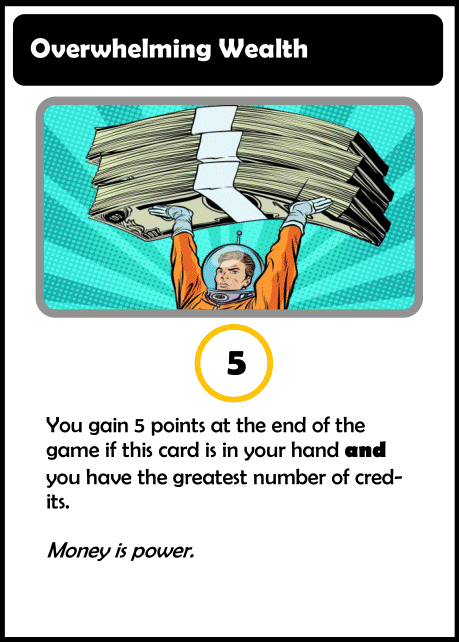 Overwhelming Wealth
5
You gain 5 points at the end of the
game if this card is in your hand and
you have the greatest number of cred-
its.
Money is power.